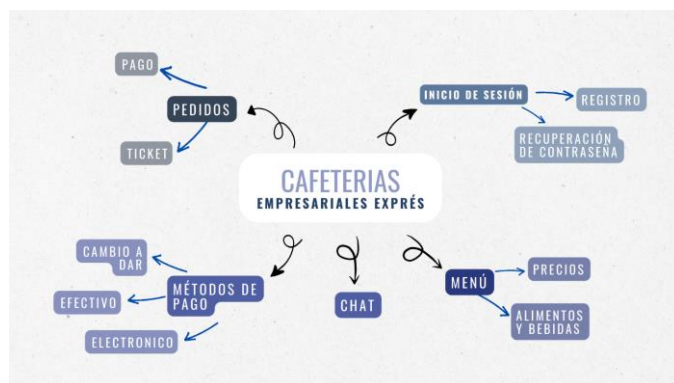 PAGO
PEDIDOS
TICKET
INICIO DE SESIÓN
REGISTRO
RECUPERACIÓN
DE CONTRASEÑA
CAFETERIAS
EMPRESARIALES EXPRÉS
CAMBIO A
DAR
EFECTIVO
ELECTRONICO
MÉTODOS DE
PAGO
CHAT
MENÚ
PRECIOS
ALIMENTOS
Y BEBIDAS